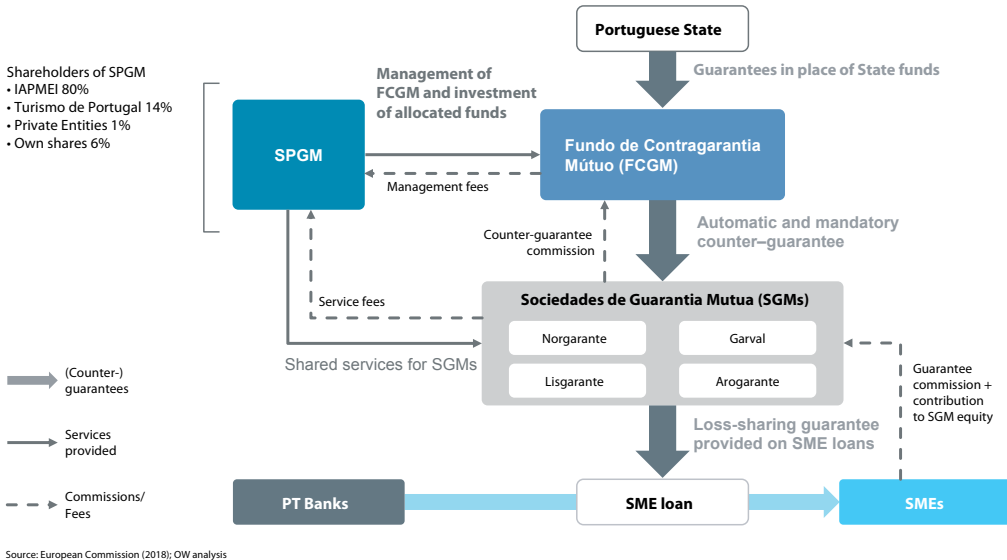 Portuguese State
Guarantees in place of State funds
Shareholders of SPGM
• IAPMEI 80%
• Turismo de Portugal 14%
• Private Entities 1%
• Own shares 6%
Management of
FCGM and investment
of allocated funds
SPGM
Fundo de Contragarantia
Mútúo (FCGM)
Management fees
Counter-guarantee
commission
Automatic and mandatory
counter–guarantee
Service fees
Sociedades de Guarantia Mutua (SGMs)
Norgarante
Garval
Lisgarante
Arogarante
Shared services for SGMs
Guarantee
commission +
contribution
to SGM equity
(Counter-)
guarantees
Services
provided
Commissions/
Fees
Loss-sharing guarantee
provided on SME loans
PT Banks
SME loan
SMEs
Source: European Commission (2018); OW analysis